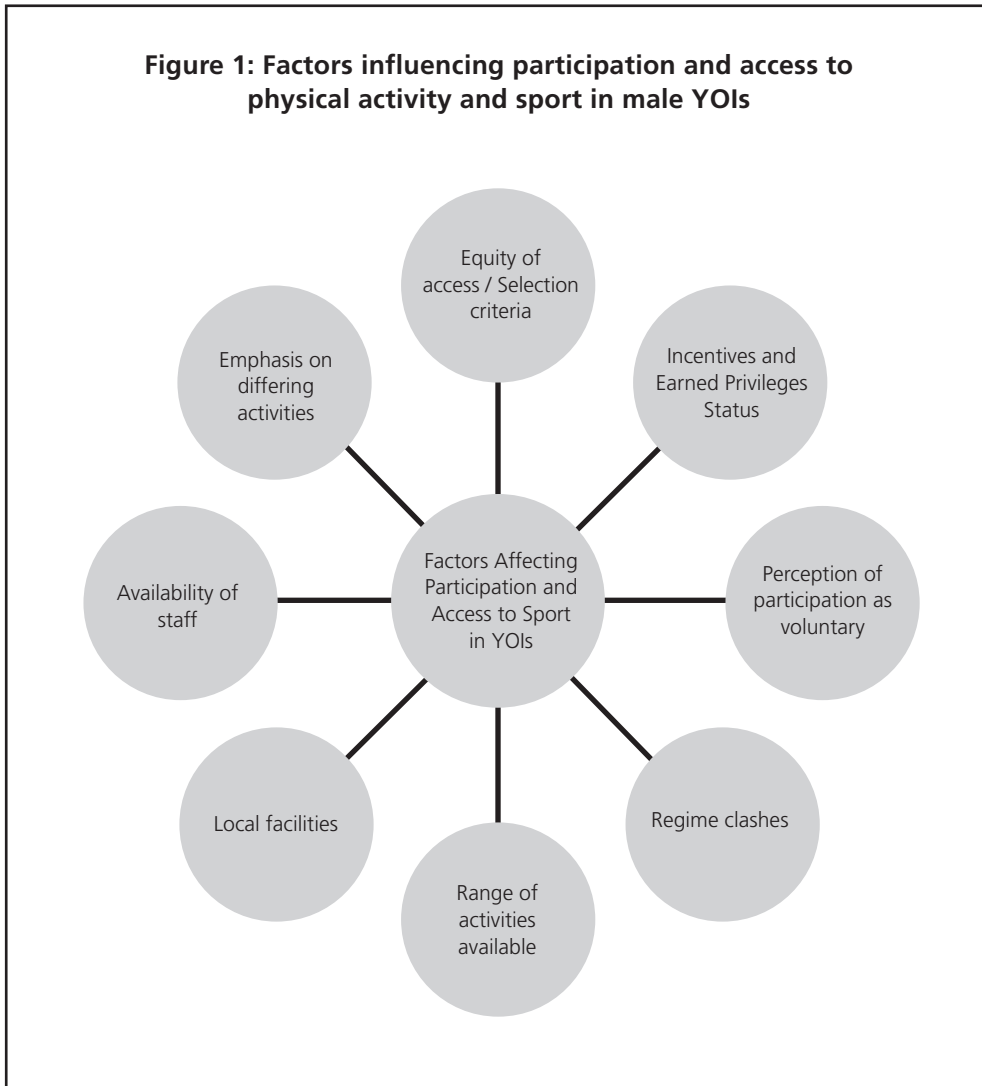 Figure 1: Factors influencing participation and access to
physical activity and sport in male YOIs
Equity of
access / Selection
criteria
Emphasis on
differing
activities
Incentives and
Earned Privileges
Status
Availability of
staff
Factors Affecting
Participation and
Access to Sport
in YOIs
Perception of
participation as
voluntary
Local facilities
Regime clashes
Range of
activities
available